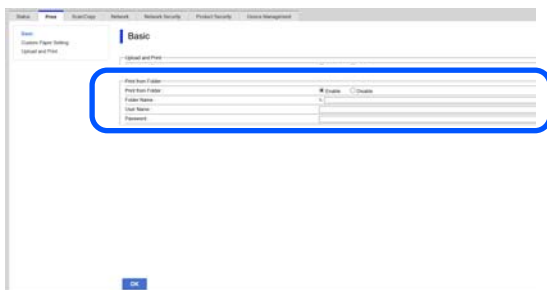 Status Print Scan/Copy Network Network Security Product Security Device Management
Basic
Custom Paper Setting
Upload and Print
Basic
Upload and Print
Print from Folder
Print from Folder Enable Disable
Folder Name
User Name
Password
OK